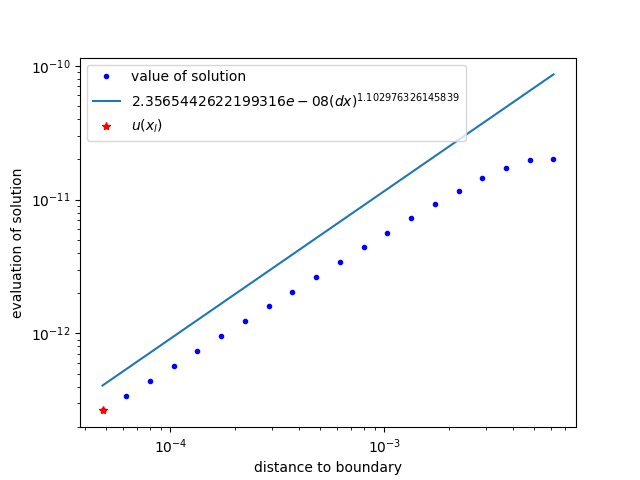 value of solution
2.3565442622199316e − 08(dx)^1.102976326145839
u(x_l)
10^−10
10^−11
10^−12
evaluation of solution
10^−4
10^−3
distance to boundary